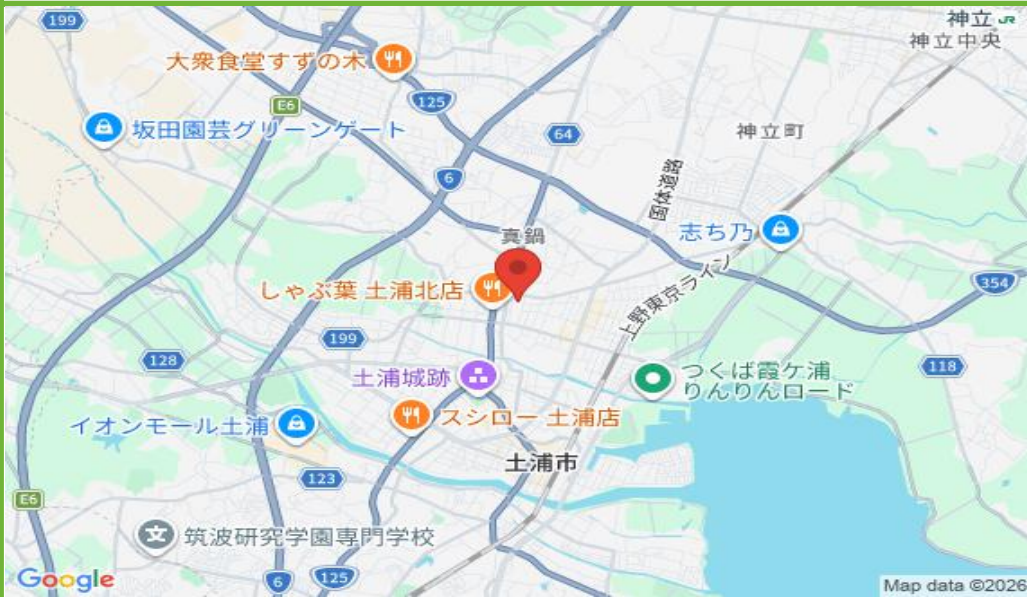 199
神立
JR
神立中央
大衆食堂すずの木
E6
125
坂田園芸グリーンゲート
64
神立町
6
国体道路
真鍋
志ち乃
しゃぶ葉 土浦北店
上野東京ライン
354
199
128
118
土浦城跡
つくば霞ケ浦
りんりんロード
イオンモール土浦
スシロー 土浦店
土浦市
123
E6
筑波研究学園専門学校
Google
6
125
Map data ©2026